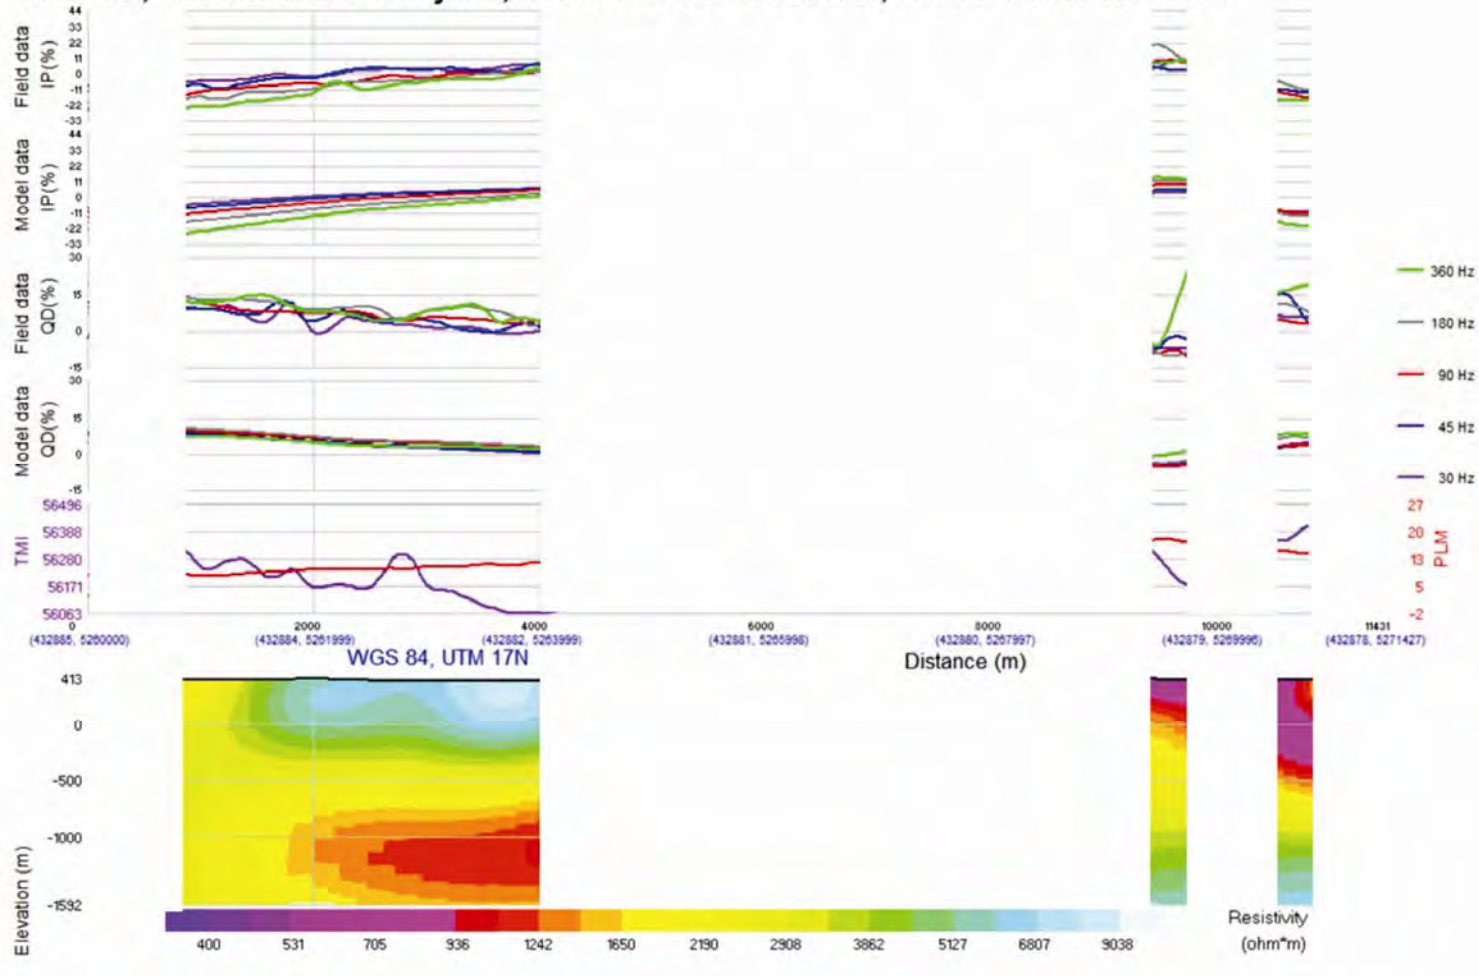 44
33
22
11
0
-11
-22
-33
Field data
IP(%)
44
33
22
11
0
-11
-22
-33
Model data
IP(%)
30
15
0
-15
Field data
QD(%)
30
15
0
-15
Model data
QD(%)
360 Hz
180 Hz
90 Hz
45 Hz
30 Hz
56496
56388
56280
56171
56063
TMI
27
20
13
5
-2
PLM
0 2000 4000 6000 8000 10000 11431
(432885, 5260000) (432884, 5261999) (432882, 5263999) (432881, 5265998) (432880, 5267997) (432879, 5269996) (432878, 5271427)
WGS 84, UTM 17N
Distance (m)
413
0
-500
-1000
-1592
Elevation (m)
Resistivity
(ohm*m)
400 531 705 936 1242 1650 2190 2908 3862 5127 6807 9038